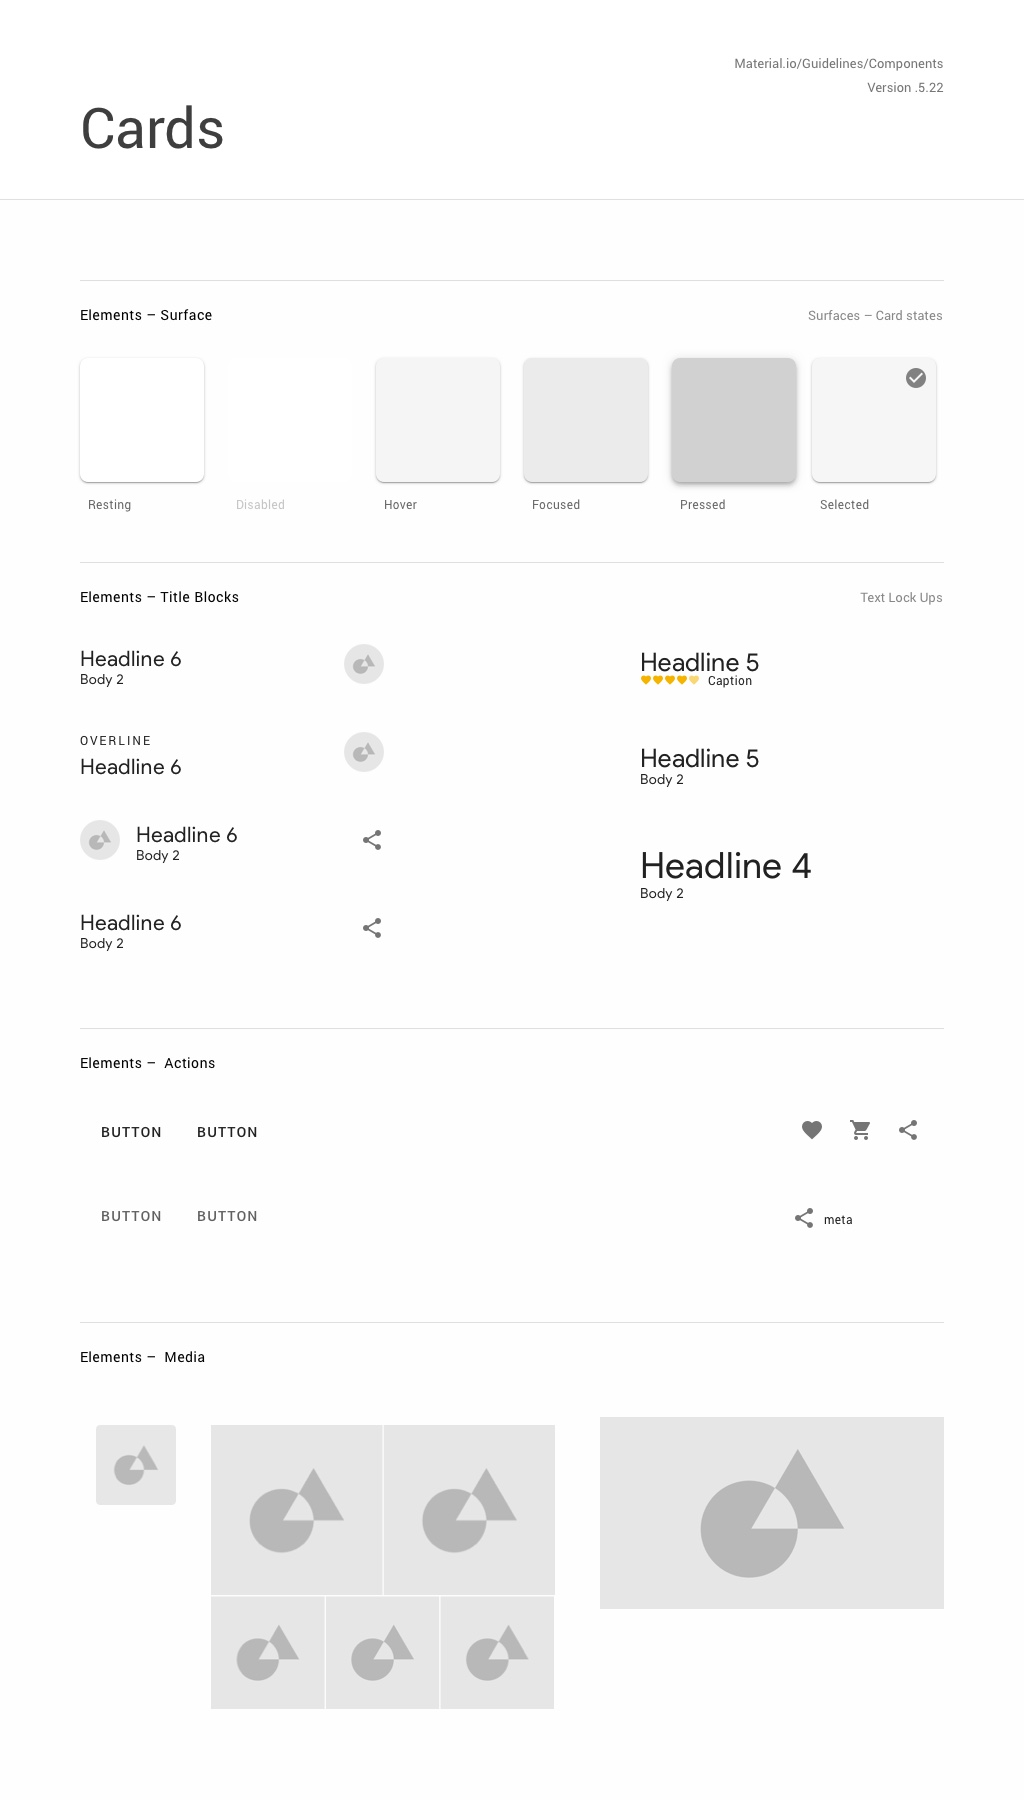 Material.io/Guidelines/Components
Version .5.22
Cards
Elements – Surface
Surfaces – Card states
Resting
Disabled
Hover
Focused
Pressed
Selected
Elements – Title Blocks
Text Lock Ups
Headline 6
Body 2
OVERLINE
Headline 6
Headline 6
Body 2
Headline 6
Body 2
Headline 5
Caption
Headline 5
Body 2
Headline 4
Body 2
Elements – Actions
BUTTON BUTTON
BUTTON BUTTON
meta
Elements – Media